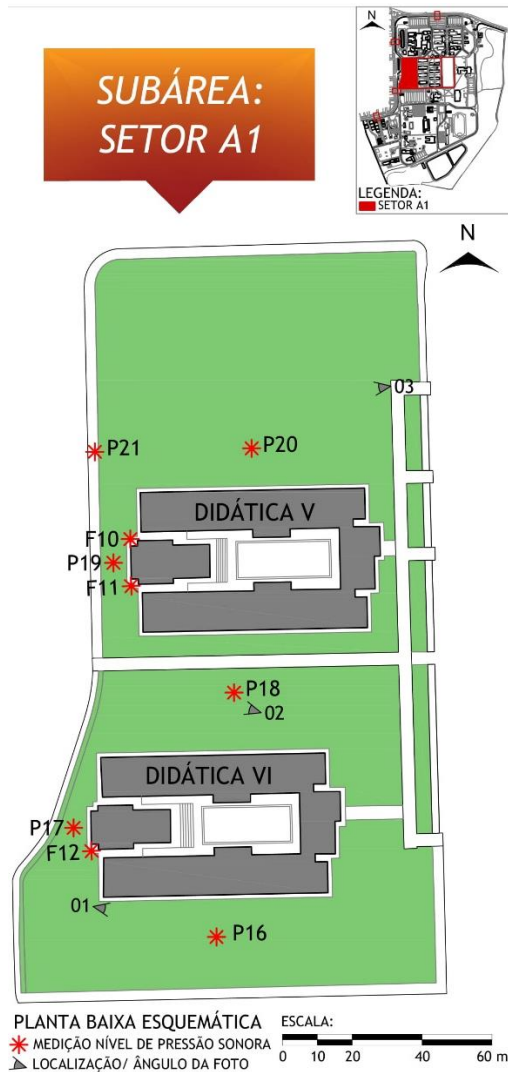 SUBÁREA:
SETOR A1
N
LEGENDA:
SETOR A1
N
03
P21
P20
DIDÁTICA V
F10
P19
F11
P18
02
DIDÁTICA VI
P17
F12
01
P16
PLANTA BAIXA ESQUEMÁTICA
MEDIÇÃO NÍVEL DE PRESSÃO SONORA
LOCALIZAÇÃO/ ÂNGULO DA FOTO
ESCALA:
0 10 20 40 60 m